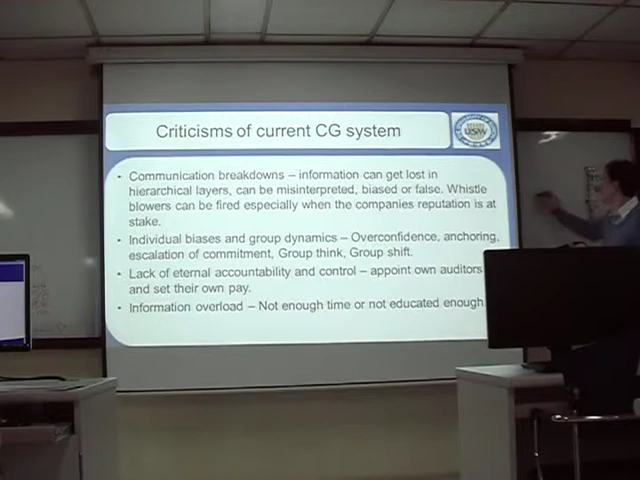 Criticisms of current CG system
• Communication breakdowns – information can get lost in
hierarchical layers, can be misinterpreted, biased or false. Whistle
blowers can be fired especially when the companies reputation is at
stake.
• Individual biases and group dynamics – Overconfidence, anchoring,
escalation of commitment, Group think, Group shift.
• Lack of eternal accountability and control – appoint own auditors
and set their own pay.
• Information overload – Not enough time or not educated enough